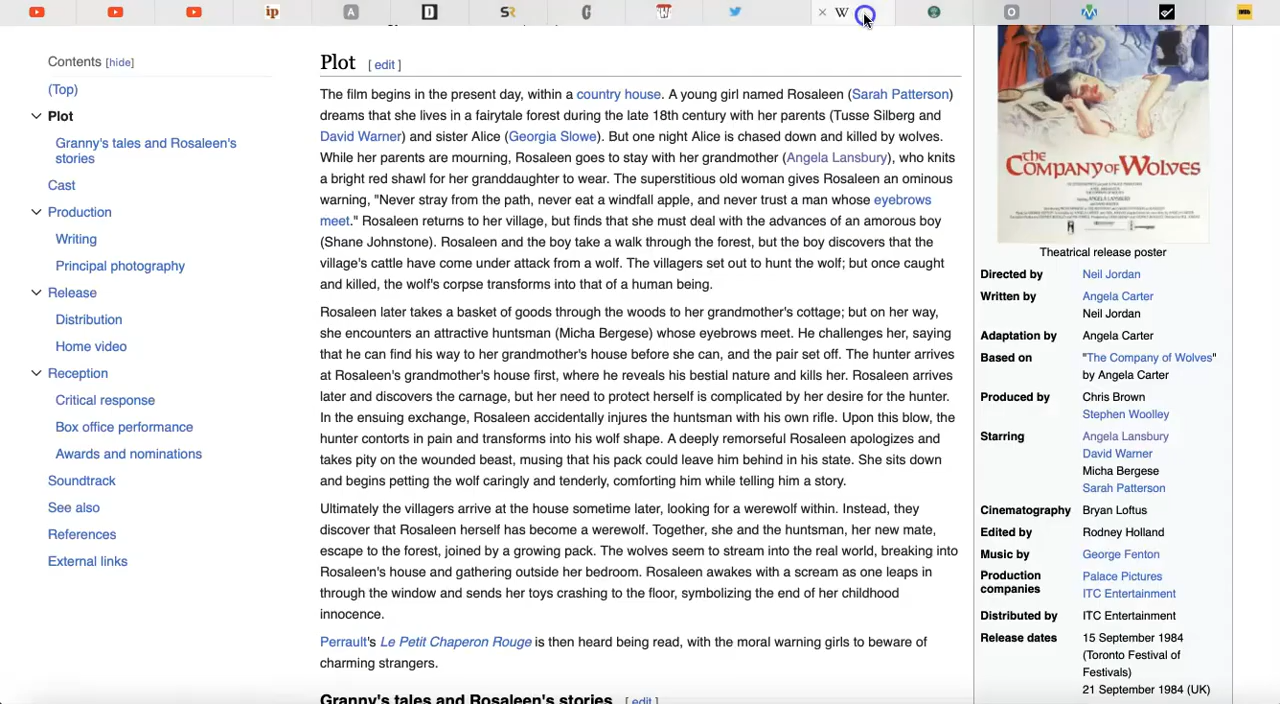 ip
A
D
SR
W
O
Contents [hide]
(Top)
Plot
Granny's tales and Rosaleen's
stories
Cast
Production
Writing
Principal photography
Release
Distribution
Home video
Reception
Critical response
Box office performance
Awards and nominations
Soundtrack
See also
References
External links
Plot [ edit ]
The film begins in the present day, within a country house. A young girl named Rosaleen (Sarah Patterson)
dreams that she lives in a fairytale forest during the late 18th century with her parents (Tusse Silberg and
David Warner) and sister Alice (Georgia Slowe). But one night Alice is chased down and killed by wolves.
While her parents are mourning, Rosaleen goes to stay with her grandmother (Angela Lansbury), who knits
a bright red shawl for her granddaughter to wear. The superstitious old woman gives Rosaleen an ominous
warning, "Never stray from the path, never eat a windfall apple, and never trust a man whose eyebrows
meet." Rosaleen returns to her village, but finds that she must deal with the advances of an amorous boy
(Shane Johnstone). Rosaleen and the boy take a walk through the forest, but the boy discovers that the
village's cattle have come under attack from a wolf. The villagers set out to hunt the wolf; but once caught
and killed, the wolf's corpse transforms into that of a human being.
Rosaleen later takes a basket of goods through the woods to her grandmother's cottage; but on her way,
she encounters an attractive huntsman (Micha Bergese) whose eyebrows meet. He challenges her, saying
that he can find his way to her grandmother's house before she can, and the pair set off. The hunter arrives
at Rosaleen's grandmother's house first, where he reveals his bestial nature and kills her. Rosaleen arrives
later and discovers the carnage, but her need to protect herself is complicated by her desire for the hunter.
In the ensuing exchange, Rosaleen accidentally injures the huntsman with his own rifle. Upon this blow, the
hunter contorts in pain and transforms into his wolf shape. A deeply remorseful Rosaleen apologizes and
takes pity on the wounded beast, musing that his pack could leave him behind in his state. She sits down
and begins petting the wolf caringly and tenderly, comforting him while telling him a story.
Ultimately the villagers arrive at the house sometime later, looking for a werewolf within. Instead, they
discover that Rosaleen herself has become a werewolf. Together, she and the huntsman, her new mate,
escape to the forest, joined by a growing pack. The wolves seem to stream into the real world, breaking into
Rosaleen's house and gathering outside her bedroom. Rosaleen awakes with a scream as one leaps in
through the window and sends her toys crashing to the floor, symbolizing the end of her childhood
innocence.
Perrault's Le Petit Chaperon Rouge is then heard being read, with the moral warning girls to beware of
charming strangers.
Granny's tales and Rosaleen's stories [ edit ]
THE COMPANY OF WOLVES
Theatrical release poster
Directed by Neil Jordan
Written by Angela Carter
Neil Jordan
Adaptation by Angela Carter
Based on "The Company of Wolves"
by Angela Carter
Produced by Chris Brown
Stephen Woolley
Starring Angela Lansbury
David Warner
Micha Bergese
Sarah Patterson
Cinematography Bryan Loftus
Edited by Rodney Holland
Music by George Fenton
Production Palace Pictures
companies ITC Entertainment
Distributed by ITC Entertainment
Release dates 15 September 1984
(Toronto Festival of
Festivals)
21 September 1984 (UK)